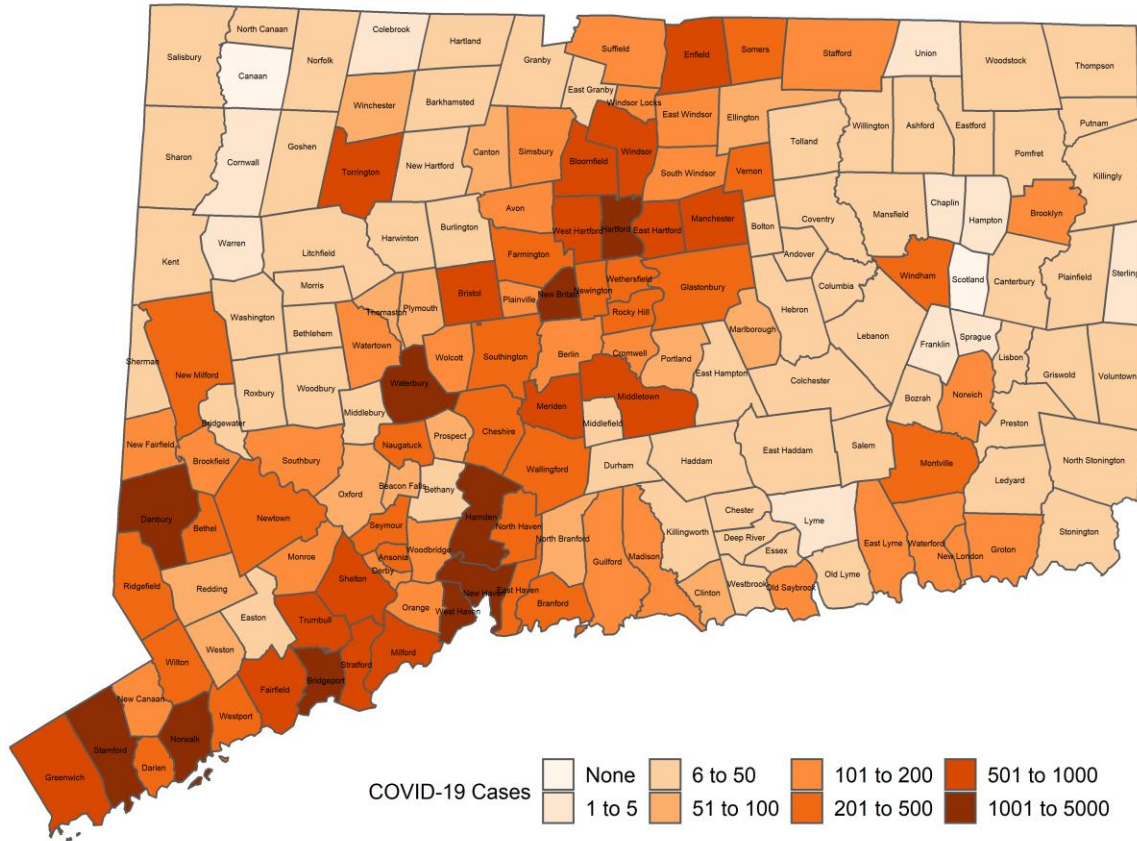 North Canaan
Colebrook
Hartland
Salisbury
Canaan
Norfolk
Granby
Suffield
Enfield
Somers
Stafford
Union
Woodstock
Thompson
East Granby
Windsor Locks
Winchester
Barkhamsted
East Windsor
Ellington
Willington
Ashford
Eastford
Putnam
Sharon
Cornwall
Goshen
Torrington
New Hartford
Canton
Simsbury
Bloomfield
Windsor
South Windsor
Vernon
Tolland
Pomfret
Killingly
Avon
West Hartford
Hartford
East Hartford
Manchester
Bolton
Coventry
Mansfield
Chaplin
Hampton
Brooklyn
Kent
Warren
Litchfield
Harwinton
Burlington
Farmington
Andover
Columbia
Windham
Scotland
Canterbury
Plainfield
Sterling
Morris
Bristol
Plainville
New Britain
Newington
Wethersfield
Rocky Hill
Glastonbury
Hebron
Lebanon
Washington
Bethlehem
Thomaston
Plymouth
Watertown
Wolcott
Southington
Berlin
Cromwell
Portland
Marlborough
East Hampton
Colchester
Franklin
Sprague
Lisbon
Griswold
Voluntown
Sherman
New Milford
Roxbury
Woodbury
Waterbury
Middlebury
Meriden
Middletown
Middlefield
Bozrah
Norwich
Preston
Bridgewater
New Fairfield
Brookfield
Southbury
Naugatuck
Prospect
Cheshire
Wallingford
Durham
Haddam
East Haddam
Salem
Montville
Ledyard
North Stonington
Oxford
Beacon Falls
Bethany
Danbury
Bethel
Newtown
Seymour
Hamden
North Haven
North Branford
Guilford
Madison
Killingworth
Chester
Deep River
Essex
Lyme
East Lyme
Waterford
New London
Groton
Stonington
Monroe
Ansonia
Derby
Woodbridge
Ridgefield
Redding
Shelton
Orange
West Haven
New Haven
East Haven
Branford
Clinton
Westbrook
Old Saybrook
Old Lyme
Easton
Trumbull
Weston
Wilton
Stratford
Milford
New Canaan
Fairfield
Bridgeport
Westport
Greenwich
Stamford
Darien
Norwalk
COVID-19 Cases
None
1 to 5
6 to 50
51 to 100
101 to 200
201 to 500
501 to 1000
1001 to 5000